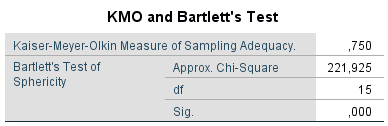 KMO and Bartlett's Test
Kaiser-Meyer-Olkin Measure of Sampling Adequacy. ,750
Bartlett's Test of Sphericity Approx. Chi-Square 221,925
df 15
Sig. ,000